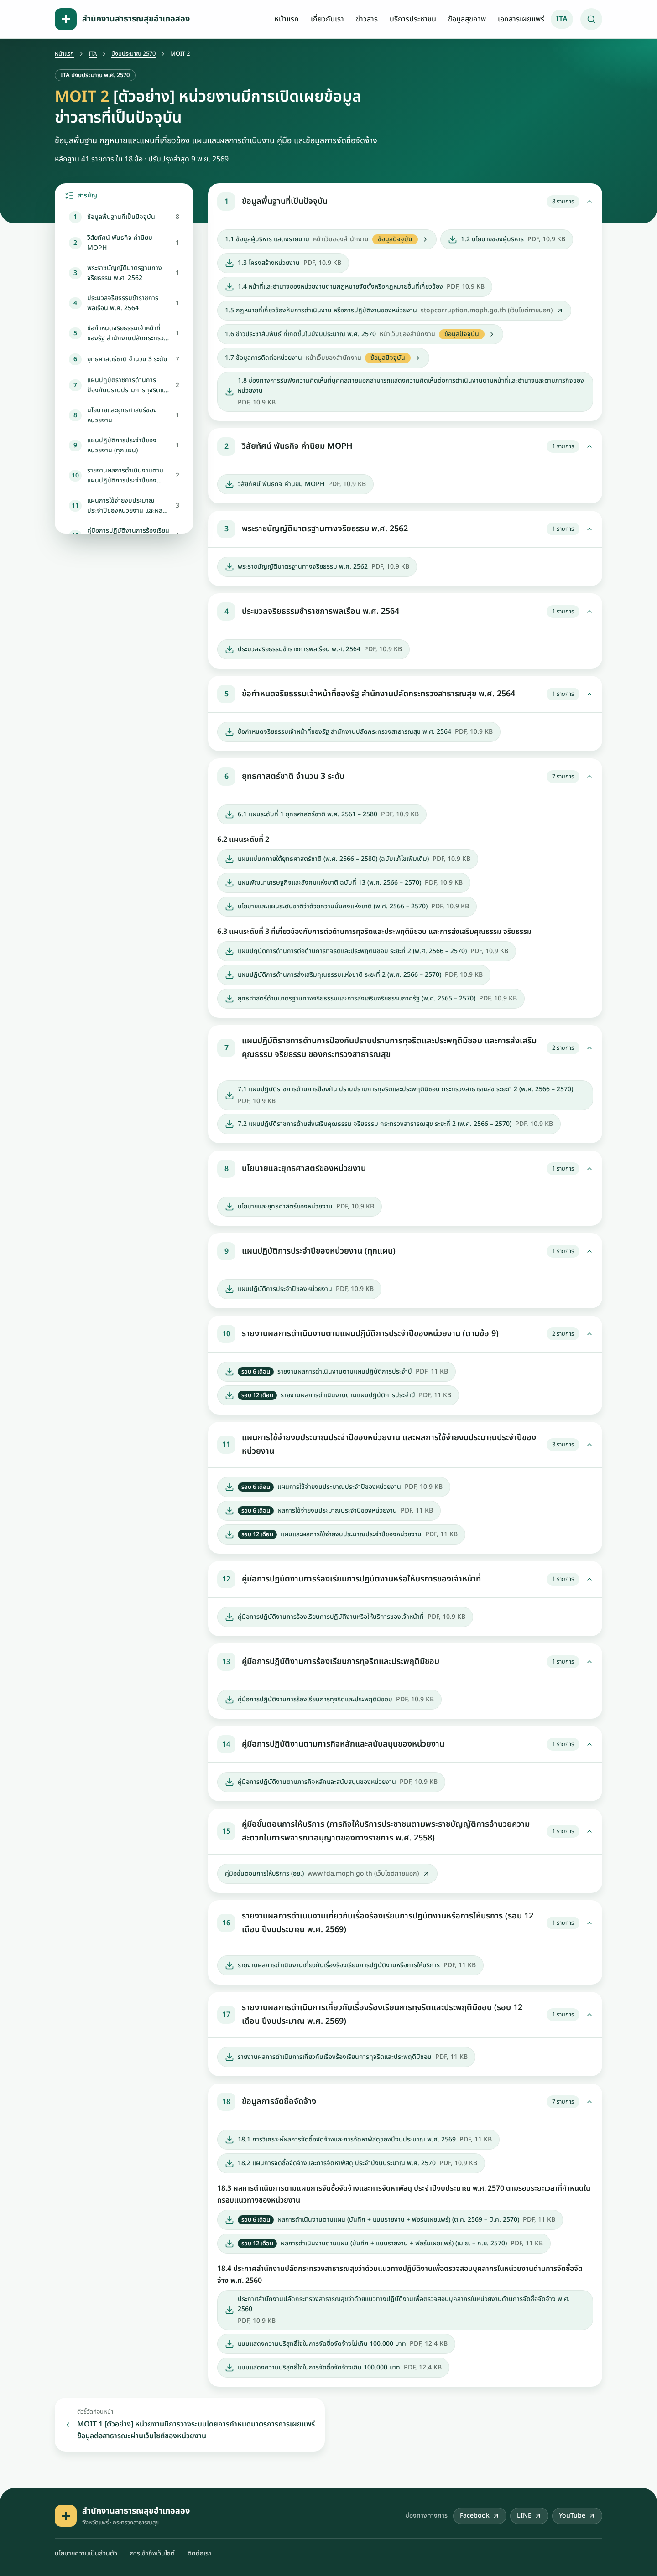 สำนักงานสาธารณสุขอำเภอสอง
หน้าแรก เกี่ยวกับเรา ข่าวสาร บริการประชาชน ข้อมูลสุขภาพ เอกสารเผยแพร่ ITA
หน้าแรก > ITA > ปีงบประมาณ 2570 > MOIT 2
ITA ปีงบประมาณ พ.ศ. 2570
MOIT 2 [ตัวอย่าง] หน่วยงานมีการเปิดเผยข้อมูล
ข่าวสารที่เป็นปัจจุบัน
ข้อมูลพื้นฐาน กฎหมายและแผนที่เกี่ยวข้อง แผนและผลการดำเนินงาน คู่มือ และข้อมูลการจัดซื้อจัดจ้าง
หลักฐาน 41 รายการ ใน 18 ข้อ · ปรับปรุงล่าสุด 9 พ.ย. 2569
สารบัญ
1 ข้อมูลพื้นฐานที่เป็นปัจจุบัน 8
2 วิสัยทัศน์ พันธกิจ ค่านิยม
MOPH 1
3 พระราชบัญญัติมาตรฐานทาง
จริยธรรม พ.ศ. 2562 1
4 ประมวลจริยธรรมข้าราชการ
พลเรือน พ.ศ. 2564 1
5 ข้อกำหนดจริยธรรมเจ้าหน้าที่
ของรัฐ สำนักงานปลัดกระทรว... 1
6 ยุทธศาสตร์ชาติ จำนวน 3 ระดับ 7
7 แผนปฏิบัติราชการด้านการ
ป้องกันปราบปรามการทุจริตแ... 2
8 นโยบายและยุทธศาสตร์ของ
หน่วยงาน 1
9 แผนปฏิบัติการประจำปีของ
หน่วยงาน (ทุกแผน) 1
10 รายงานผลการดำเนินงานตาม
แผนปฏิบัติการประจำปีของ... 2
11 แผนการใช้จ่ายงบประมาณ
ประจำปีของหน่วยงาน และผล... 3
คู่มือการปฏิบัติงานการร้องเรียน
1 ข้อมูลพื้นฐานที่เป็นปัจจุบัน 8 รายการ
1.1 ข้อมูลผู้บริหาร แสดงรายนาม หน้าเว็บของสำนักงาน ข้อมูลปัจจุบัน
1.2 นโยบายของผู้บริหาร PDF, 10.9 KB
1.3 โครงสร้างหน่วยงาน PDF, 10.9 KB
1.4 หน้าที่และอำนาจของหน่วยงานตามกฎหมายจัดตั้งหรือกฎหมายอื่นที่เกี่ยวข้อง PDF, 10.9 KB
1.5 กฎหมายที่เกี่ยวข้องกับการดำเนินงาน หรือการปฏิบัติงานของหน่วยงาน stopcorruption.moph.go.th (เว็บไซต์ภายนอก)
1.6 ข่าวประชาสัมพันธ์ ที่เกิดขึ้นในปีงบประมาณ พ.ศ. 2570 หน้าเว็บของสำนักงาน ข้อมูลปัจจุบัน
1.7 ข้อมูลการติดต่อหน่วยงาน หน้าเว็บของสำนักงาน ข้อมูลปัจจุบัน
1.8 ช่องทางการรับฟังความคิดเห็นที่บุคคลภายนอกสามารถแสดงความคิดเห็นต่อการดำเนินงานตามหน้าที่และอำนาจและตามภารกิจของ
หน่วยงาน
PDF, 10.9 KB
2 วิสัยทัศน์ พันธกิจ ค่านิยม MOPH 1 รายการ
วิสัยทัศน์ พันธกิจ ค่านิยม MOPH PDF, 10.9 KB
3 พระราชบัญญัติมาตรฐานทางจริยธรรม พ.ศ. 2562 1 รายการ
พระราชบัญญัติมาตรฐานทางจริยธรรม พ.ศ. 2562 PDF, 10.9 KB
4 ประมวลจริยธรรมข้าราชการพลเรือน พ.ศ. 2564 1 รายการ
ประมวลจริยธรรมข้าราชการพลเรือน พ.ศ. 2564 PDF, 10.9 KB
5 ข้อกำหนดจริยธรรมเจ้าหน้าที่ของรัฐ สำนักงานปลัดกระทรวงสาธารณสุข พ.ศ. 2564 1 รายการ
ข้อกำหนดจริยธรรมเจ้าหน้าที่ของรัฐ สำนักงานปลัดกระทรวงสาธารณสุข พ.ศ. 2564 PDF, 10.9 KB
6 ยุทธศาสตร์ชาติ จำนวน 3 ระดับ 7 รายการ
6.1 แผนระดับที่ 1 ยุทธศาสตร์ชาติ พ.ศ. 2561 – 2580 PDF, 10.9 KB
6.2 แผนระดับที่ 2
แผนแม่บทภายใต้ยุทธศาสตร์ชาติ (พ.ศ. 2566 – 2580) (ฉบับแก้ไขเพิ่มเติม) PDF, 10.9 KB
แผนพัฒนาเศรษฐกิจและสังคมแห่งชาติ ฉบับที่ 13 (พ.ศ. 2566 – 2570) PDF, 10.9 KB
นโยบายและแผนระดับชาติว่าด้วยความมั่นคงแห่งชาติ (พ.ศ. 2566 – 2570) PDF, 10.9 KB
6.3 แผนระดับที่ 3 ที่เกี่ยวข้องกับการต่อต้านการทุจริตและประพฤติมิชอบ และการส่งเสริมคุณธรรม จริยธรรม
แผนปฏิบัติการด้านการต่อต้านการทุจริตและประพฤติมิชอบ ระยะที่ 2 (พ.ศ. 2566 – 2570) PDF, 10.9 KB
แผนปฏิบัติการด้านการส่งเสริมคุณธรรมแห่งชาติ ระยะที่ 2 (พ.ศ. 2566 – 2570) PDF, 10.9 KB
ยุทธศาสตร์ด้านมาตรฐานทางจริยธรรมและการส่งเสริมจริยธรรมภาครัฐ (พ.ศ. 2565 – 2570) PDF, 10.9 KB
7 แผนปฏิบัติราชการด้านการป้องกันปราบปรามการทุจริตและประพฤติมิชอบ และการส่งเสริม
คุณธรรม จริยธรรม ของกระทรวงสาธารณสุข 2 รายการ
7.1 แผนปฏิบัติราชการด้านการป้องกัน ปราบปรามการทุจริตและประพฤติมิชอบ กระทรวงสาธารณสุข ระยะที่ 2 (พ.ศ. 2566 – 2570)
PDF, 10.9 KB
7.2 แผนปฏิบัติราชการด้านส่งเสริมคุณธรรม จริยธรรม กระทรวงสาธารณสุข ระยะที่ 2 (พ.ศ. 2566 – 2570) PDF, 10.9 KB
8 นโยบายและยุทธศาสตร์ของหน่วยงาน 1 รายการ
นโยบายและยุทธศาสตร์ของหน่วยงาน PDF, 10.9 KB
9 แผนปฏิบัติการประจำปีของหน่วยงาน (ทุกแผน) 1 รายการ
แผนปฏิบัติการประจำปีของหน่วยงาน PDF, 10.9 KB
10 รายงานผลการดำเนินงานตามแผนปฏิบัติการประจำปีของหน่วยงาน (ตามข้อ 9) 2 รายการ
รอบ 6 เดือน รายงานผลการดำเนินงานตามแผนปฏิบัติการประจำปี PDF, 11 KB
รอบ 12 เดือน รายงานผลการดำเนินงานตามแผนปฏิบัติการประจำปี PDF, 11 KB
11 แผนการใช้จ่ายงบประมาณประจำปีของหน่วยงาน และผลการใช้จ่ายงบประมาณประจำปีของ
หน่วยงาน 3 รายการ
รอบ 6 เดือน แผนการใช้จ่ายงบประมาณประจำปีของหน่วยงาน PDF, 10.9 KB
รอบ 6 เดือน ผลการใช้จ่ายงบประมาณประจำปีของหน่วยงาน PDF, 11 KB
รอบ 12 เดือน แผนและผลการใช้จ่ายงบประมาณประจำปีของหน่วยงาน PDF, 11 KB
12 คู่มือการปฏิบัติงานการร้องเรียนการปฏิบัติงานหรือให้บริการของเจ้าหน้าที่ 1 รายการ
คู่มือการปฏิบัติงานการร้องเรียนการปฏิบัติงานหรือให้บริการของเจ้าหน้าที่ PDF, 10.9 KB
13 คู่มือการปฏิบัติงานการร้องเรียนการทุจริตและประพฤติมิชอบ 1 รายการ
คู่มือการปฏิบัติงานการร้องเรียนการทุจริตและประพฤติมิชอบ PDF, 10.9 KB
14 คู่มือการปฏิบัติงานตามภารกิจหลักและสนับสนุนของหน่วยงาน 1 รายการ
คู่มือการปฏิบัติงานตามภารกิจหลักและสนับสนุนของหน่วยงาน PDF, 10.9 KB
15 คู่มือขั้นตอนการให้บริการ (ภารกิจให้บริการประชาชนตามพระราชบัญญัติการอำนวยความ
สะดวกในการพิจารณาอนุญาตของทางราชการ พ.ศ. 2558) 1 รายการ
คู่มือขั้นตอนการให้บริการ (อย.) www.fda.moph.go.th (เว็บไซต์ภายนอก)
16 รายงานผลการดำเนินงานเกี่ยวกับเรื่องร้องเรียนการปฏิบัติงานหรือการให้บริการ (รอบ 12
เดือน ปีงบประมาณ พ.ศ. 2569) 1 รายการ
รายงานผลการดำเนินงานเกี่ยวกับเรื่องร้องเรียนการปฏิบัติงานหรือการให้บริการ PDF, 11 KB
17 รายงานผลการดำเนินการเกี่ยวกับเรื่องร้องเรียนการทุจริตและประพฤติมิชอบ (รอบ 12
เดือน ปีงบประมาณ พ.ศ. 2569) 1 รายการ
รายงานผลการดำเนินการเกี่ยวกับเรื่องร้องเรียนการทุจริตและประพฤติมิชอบ PDF, 11 KB
18 ข้อมูลการจัดซื้อจัดจ้าง 7 รายการ
18.1 การวิเคราะห์ผลการจัดซื้อจัดจ้างและการจัดหาพัสดุของปีงบประมาณ พ.ศ. 2569 PDF, 11 KB
18.2 แผนการจัดซื้อจัดจ้างและการจัดหาพัสดุ ประจำปีงบประมาณ พ.ศ. 2570 PDF, 10.9 KB
18.3 ผลการดำเนินการตามแผนการจัดซื้อจัดจ้างและการจัดหาพัสดุ ประจำปีงบประมาณ พ.ศ. 2570 ตามรอบระยะเวลาที่กำหนดใน
กรอบแนวทางของหน่วยงาน
รอบ 6 เดือน ผลการดำเนินงานตามแผน (บันทึก + แบบรายงาน + ฟอร์มเผยแพร่) (ต.ค. 2569 – มี.ค. 2570) PDF, 11 KB
รอบ 12 เดือน ผลการดำเนินงานตามแผน (บันทึก + แบบรายงาน + ฟอร์มเผยแพร่) (เม.ย. – ก.ย. 2570) PDF, 11 KB
18.4 ประกาศสำนักงานปลัดกระทรวงสาธารณสุขว่าด้วยแนวทางปฏิบัติงานเพื่อตรวจสอบบุคลากรในหน่วยงานด้านการจัดซื้อจัด
จ้าง พ.ศ. 2560
ประกาศสำนักงานปลัดกระทรวงสาธารณสุขว่าด้วยแนวทางปฏิบัติงานเพื่อตรวจสอบบุคลากรในหน่วยงานด้านการจัดซื้อจัดจ้าง พ.ศ.
2560
PDF, 10.9 KB
แบบแสดงความบริสุทธิ์ใจในการจัดซื้อจัดจ้างไม่เกิน 100,000 บาท PDF, 12.4 KB
แบบแสดงความบริสุทธิ์ใจในการจัดซื้อจัดจ้างเกิน 100,000 บาท PDF, 12.4 KB
ตัวชี้วัดก่อนหน้า
MOIT 1 [ตัวอย่าง] หน่วยงานมีการวางระบบโดยการกำหนดมาตรการการเผยแพร่
ข้อมูลต่อสาธารณะผ่านเว็บไซต์ของหน่วยงาน
สำนักงานสาธารณสุขอำเภอสอง
จังหวัดแพร่ · กระทรวงสาธารณสุข
ช่องทางทางการ Facebook LINE YouTube
นโยบายความเป็นส่วนตัว การเข้าถึงเว็บไซต์ ติดต่อเรา